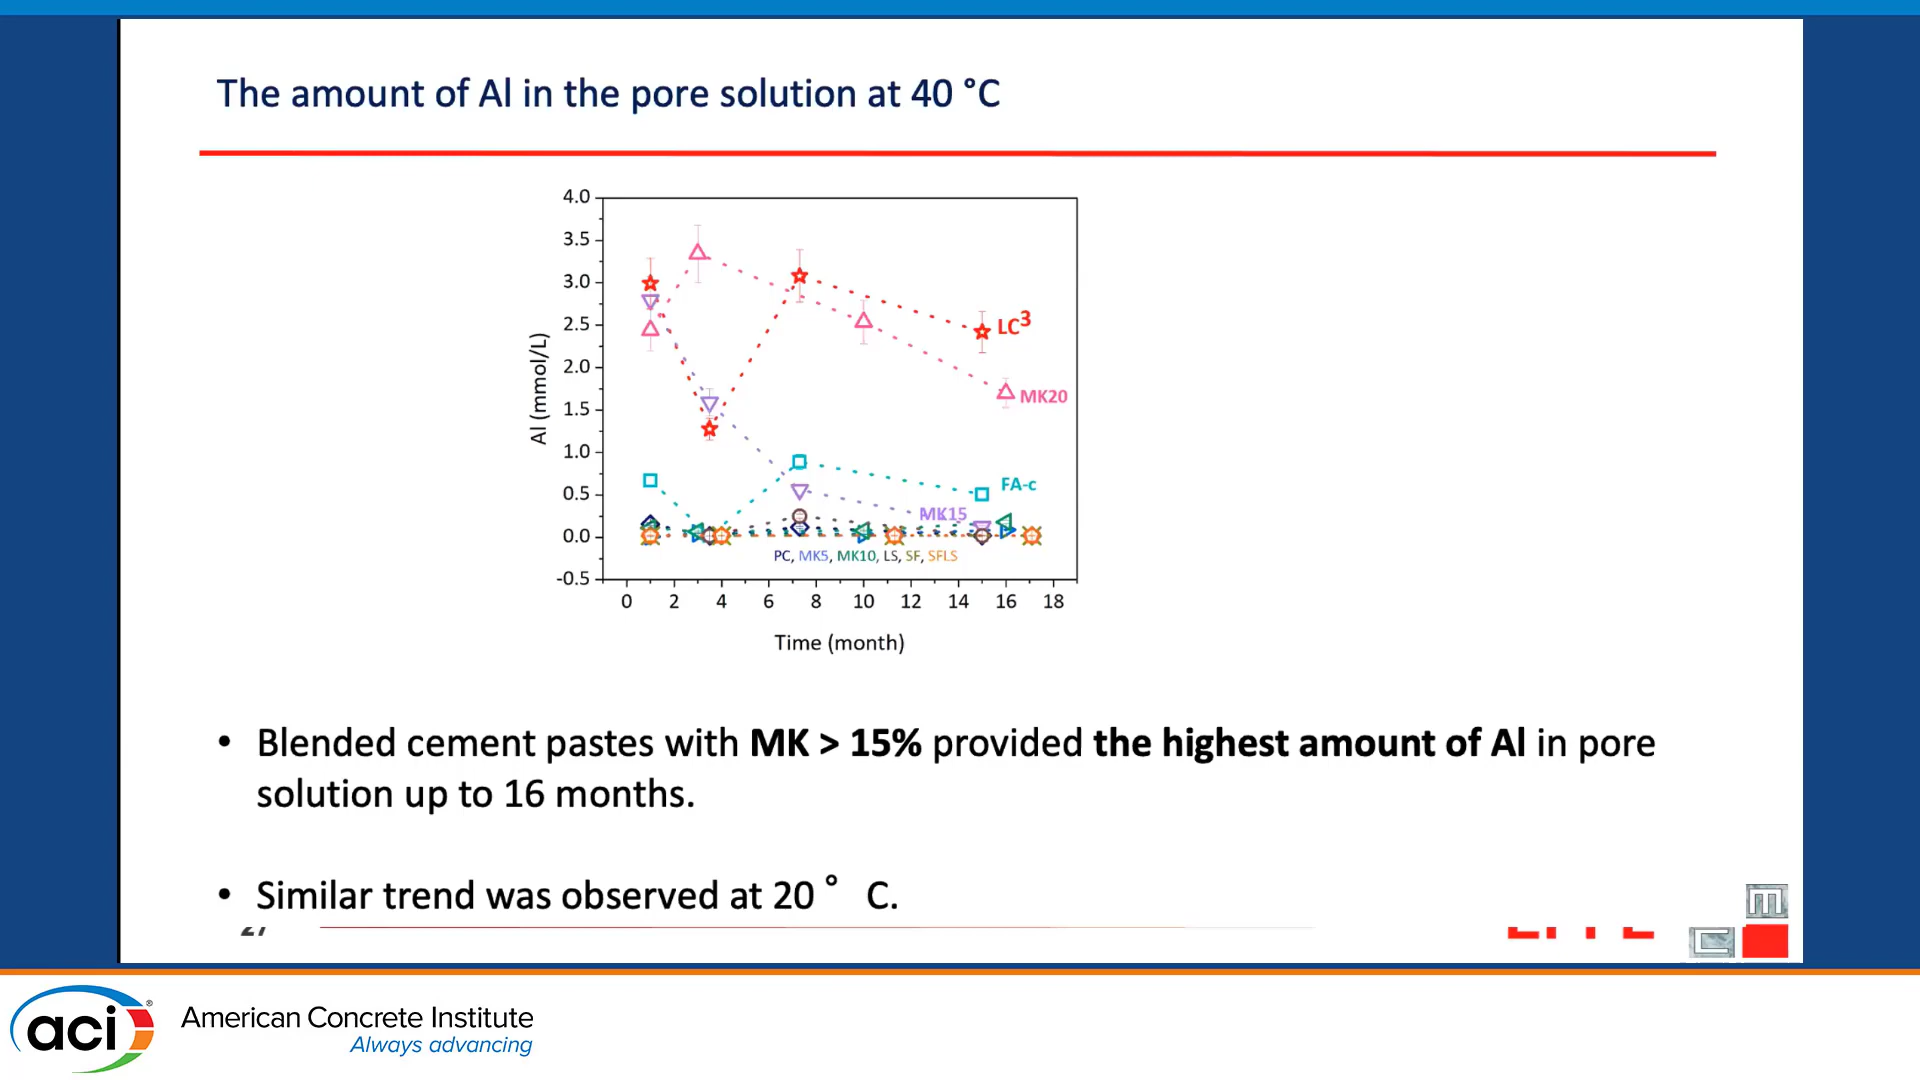 The amount of Al in the pore solution at 40 °C
4.0
3.5
3.0
2.5
2.0
1.5
1.0
0.5
0.0
-0.5
Al (mmol/L)
LC3
MK20
FA-c
MK15
PC, MK5, MK10, LS, SF, SFLS
0 2 4 6 8 10 12 14 16 18
Time (month)
• Blended cement pastes with MK > 15% provided the highest amount of Al in pore
solution up to 16 months.
• Similar trend was observed at 20 ° C.
aci®
American Concrete Institute
Always advancing